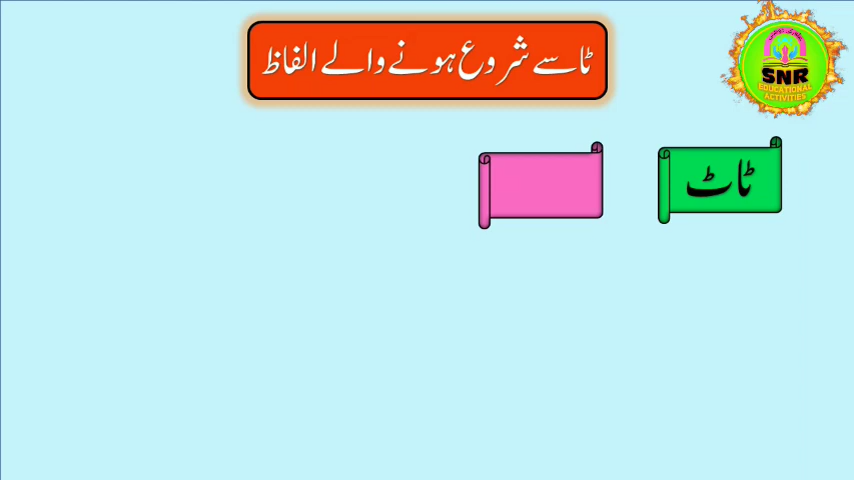 ٹا سے شروع ہونے والے الفاظ
SNR
EDUCATIONAL
ACTIVITIES
ٹاٹ